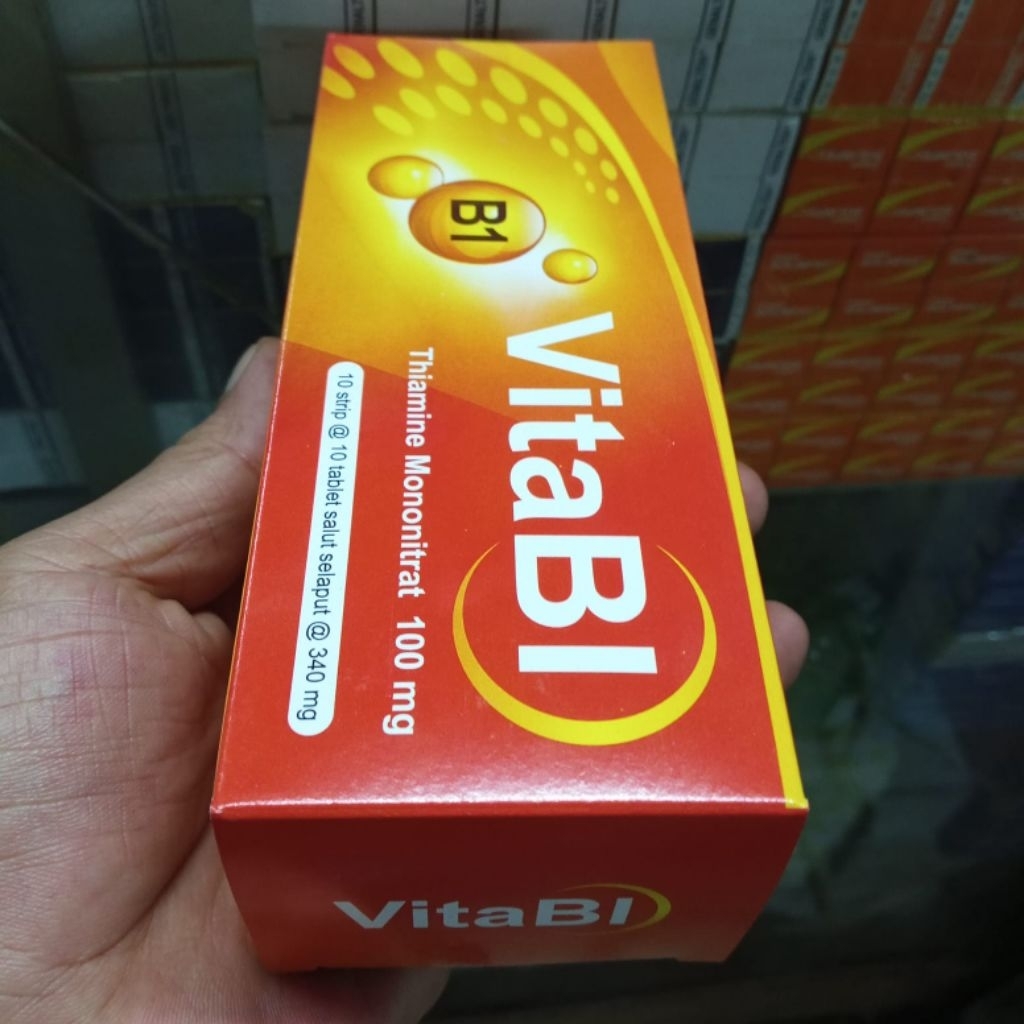 B1
VitaBI
Thiamine Mononitrat 100 mg
10 strip @ 10 tablet salut selaput @ 340 mg
VitaBI